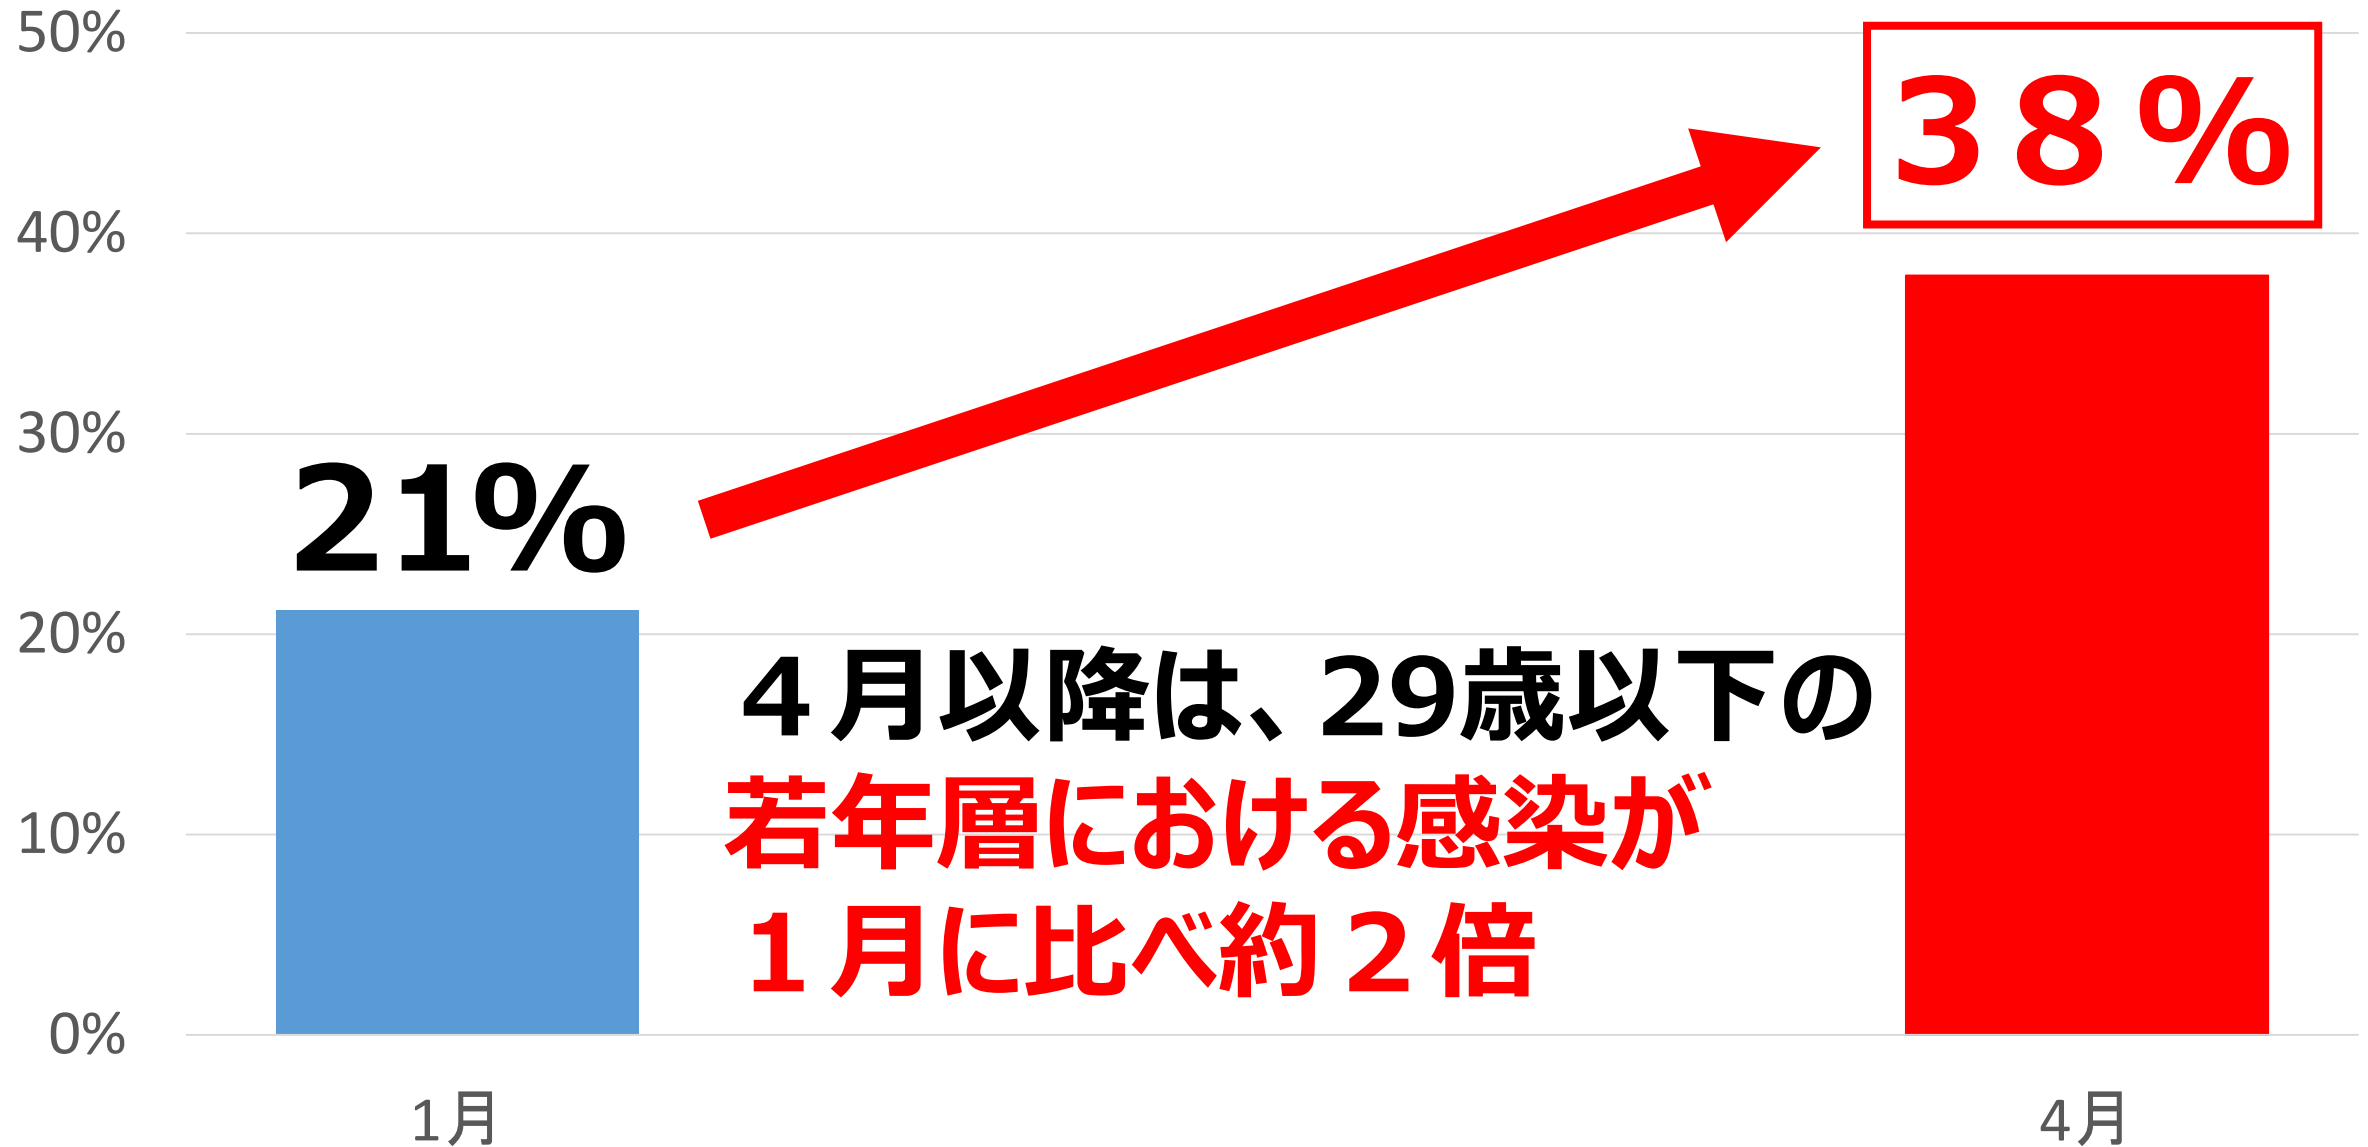 50%
３８％
40%
30%
21%
20%
４月以降は、29歳以下の
若年層における感染が
10%
１月に比べ約２倍
0%
1月
4月